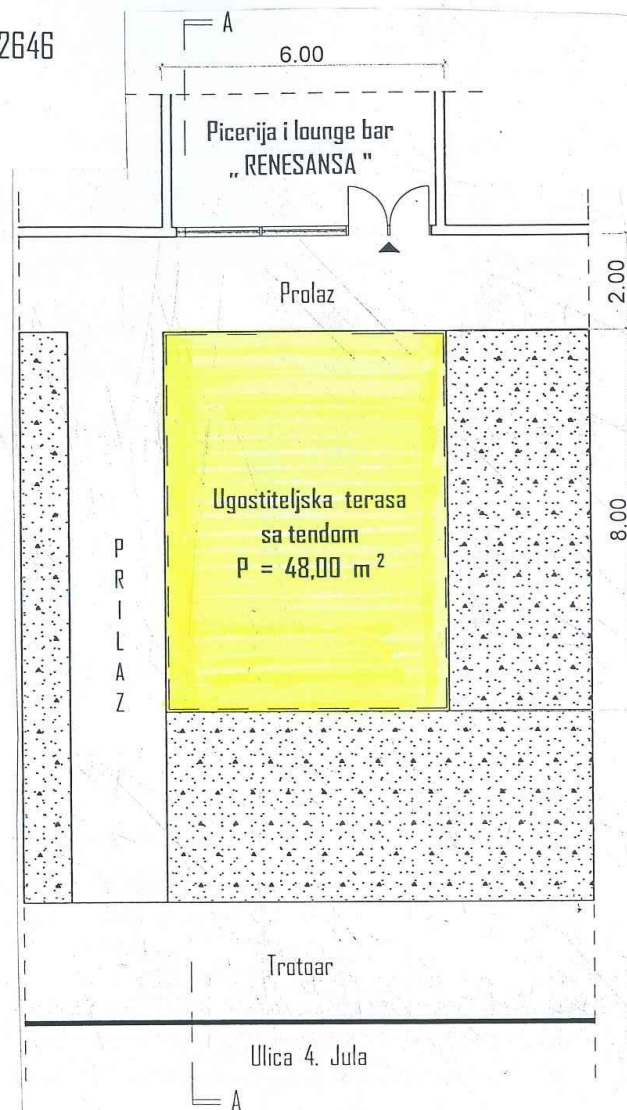 2646
A
6.00
Picerija i lounge bar
„ RENESANSA "
Prolaz
2.00
Ugostiteljska terasa
sa tendom
P = 48,00 m²
8.00
PRILAZ
Trotoar
Ulica 4. Jula
A